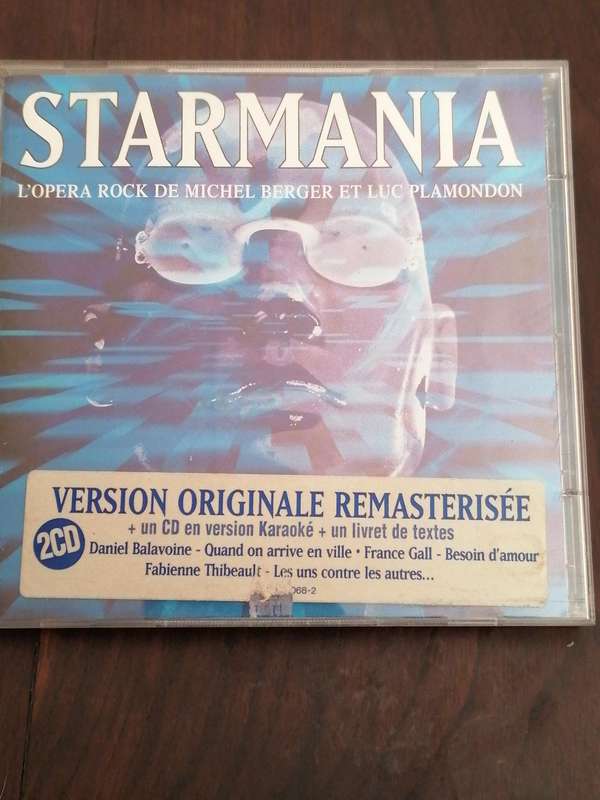 STARMANIA
L'OPERA ROCK DE MICHEL BERGER ET LUC PLAMONDON
VERSION ORIGINALE REMASTERISÉE
+ un CD en version Karaoké + un livret de textes
2CD
Daniel Balavoine - Quand on arrive en ville • France Gall - Besoin d'amour
Fabienne Thibeault - Les uns contre les autres...
068-2